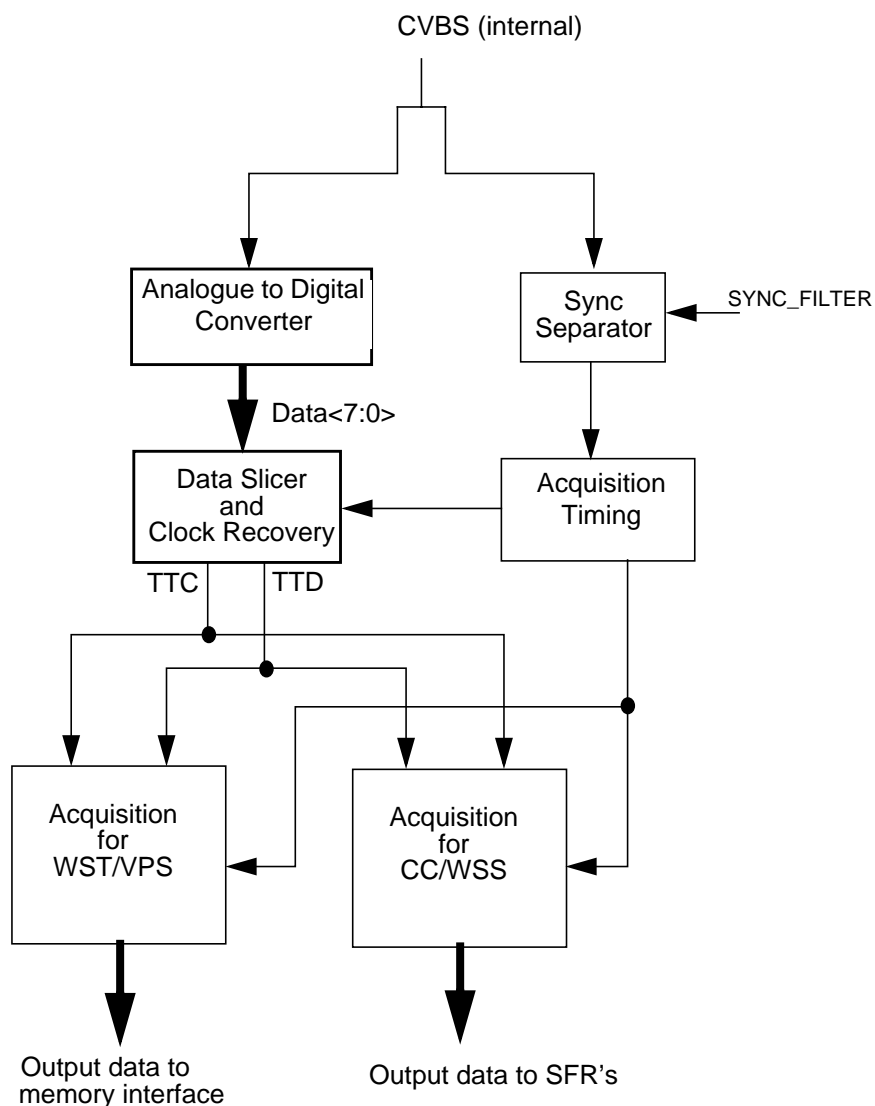 CVBS (internal)
Analogue to Digital
Converter
Sync
Separator
SYNC_FILTER
Data<7:0>
Data Slicer
and
Clock Recovery
Acquisition
Timing
TTC
TTD
Acquisition
for
WST/VPS
Acquisition
for
CC/WSS
Output data to
memory interface
Output data to SFR's